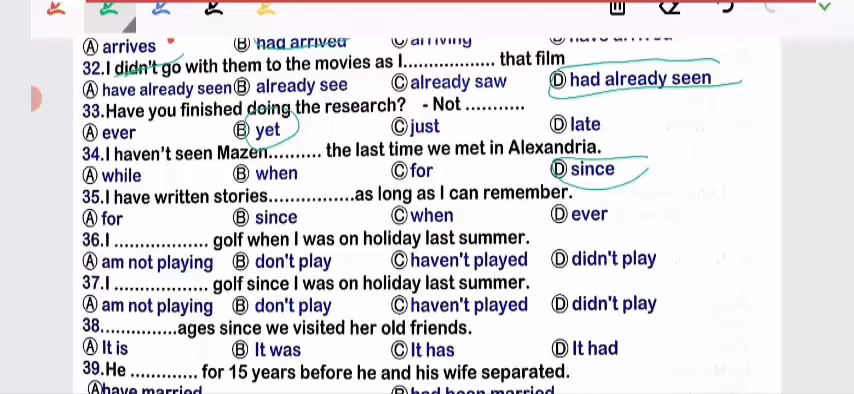 Ⓐ arrives Ⓑ had arrived Ⓒ arriving
32.I didn't go with them to the movies as I.................. that film
Ⓐ have already seen Ⓑ already see Ⓒ already saw Ⓓ had already seen
33.Have you finished doing the research? - Not ...........
Ⓐ ever Ⓑ yet Ⓒ just Ⓓ late
34.I haven't seen Mazen.......... the last time we met in Alexandria.
Ⓐ while Ⓑ when Ⓒ for Ⓓ since
35.I have written stories................as long as I can remember.
Ⓐ for Ⓑ since Ⓒ when Ⓓ ever
36.I ................... golf when I was on holiday last summer.
Ⓐ am not playing Ⓑ don't play Ⓒ haven't played Ⓓ didn't play
37.I ................... golf since I was on holiday last summer.
Ⓐ am not playing Ⓑ don't play Ⓒ haven't played Ⓓ didn't play
38................ages since we visited her old friends.
Ⓐ It is Ⓑ It was Ⓒ It has Ⓓ It had
39.He ............. for 15 years before he and his wife separated.
Ⓐ have married Ⓑ had been married